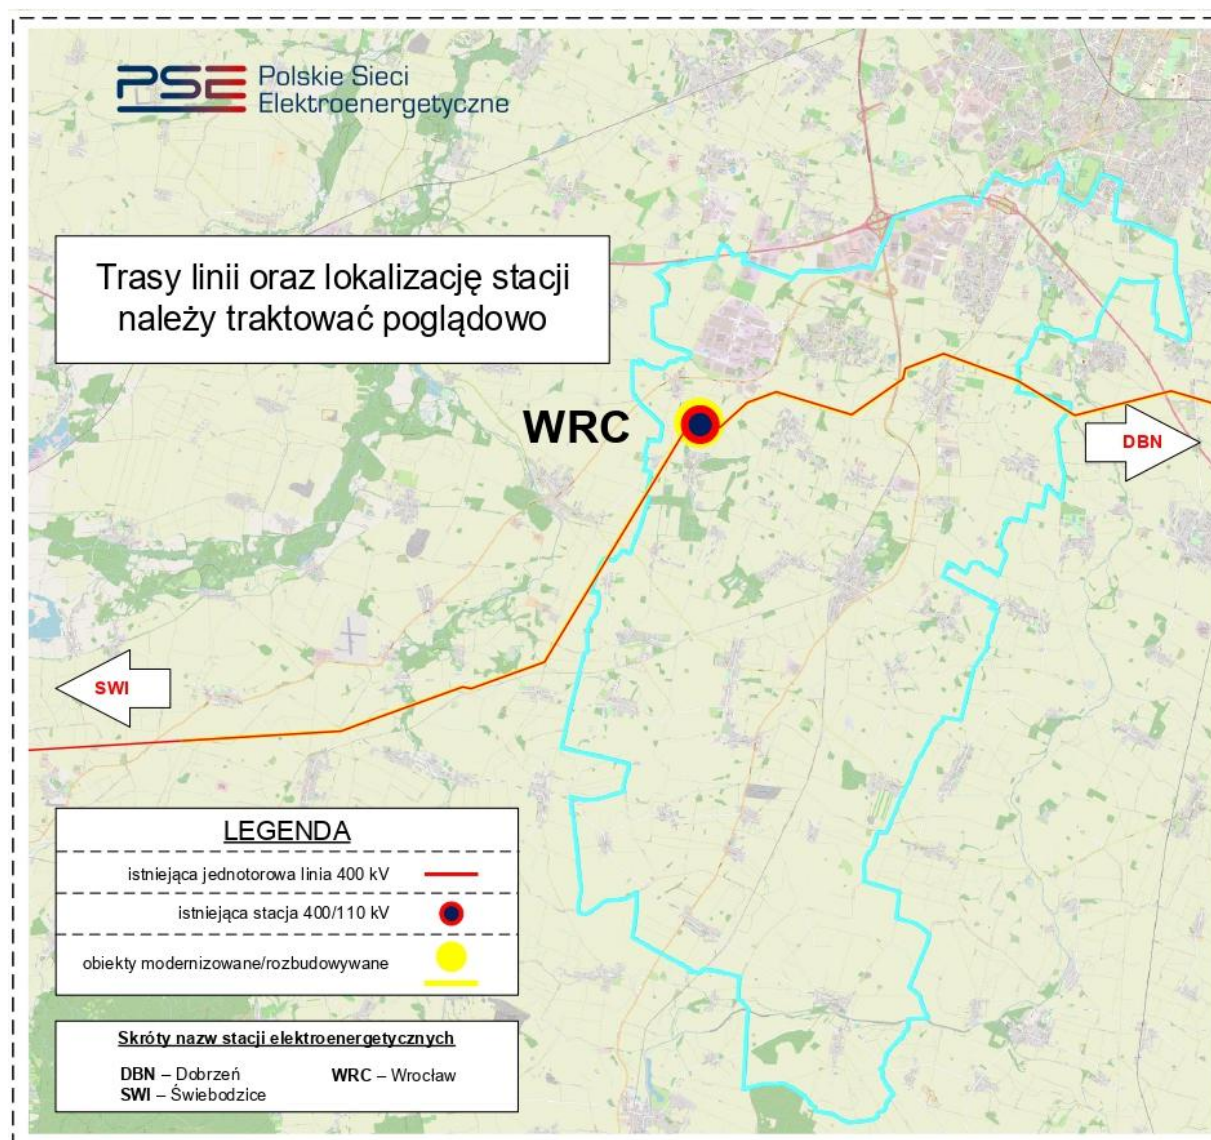 PSE Polskie Sieci
Elektroenergetyczne
Trasy linii oraz lokalizację stacji
należy traktować poglądowo
WRC
DBN
SWI
LEGENDA
istniejąca jednotorowa linia 400 kV
istniejąca stacja 400/110 kV
obiekty modernizowane/rozbudowywane
Skróty nazw stacji elektroenergetycznych
DBN – Dobrzeń WRC – Wrocław
SWI – Świebodzice